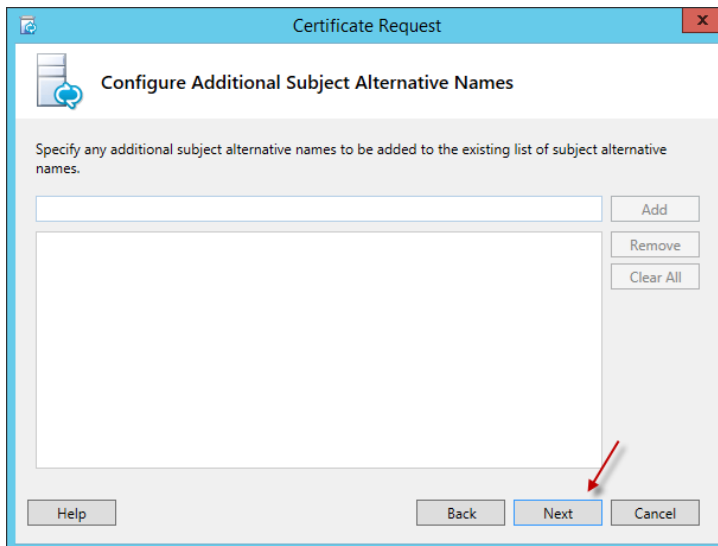 Certificate Request
x
Configure Additional Subject Alternative Names
Specify any additional subject alternative names to be added to the existing list of subject alternative
names.
Add
Remove
Clear All
Help
Back
Next
Cancel